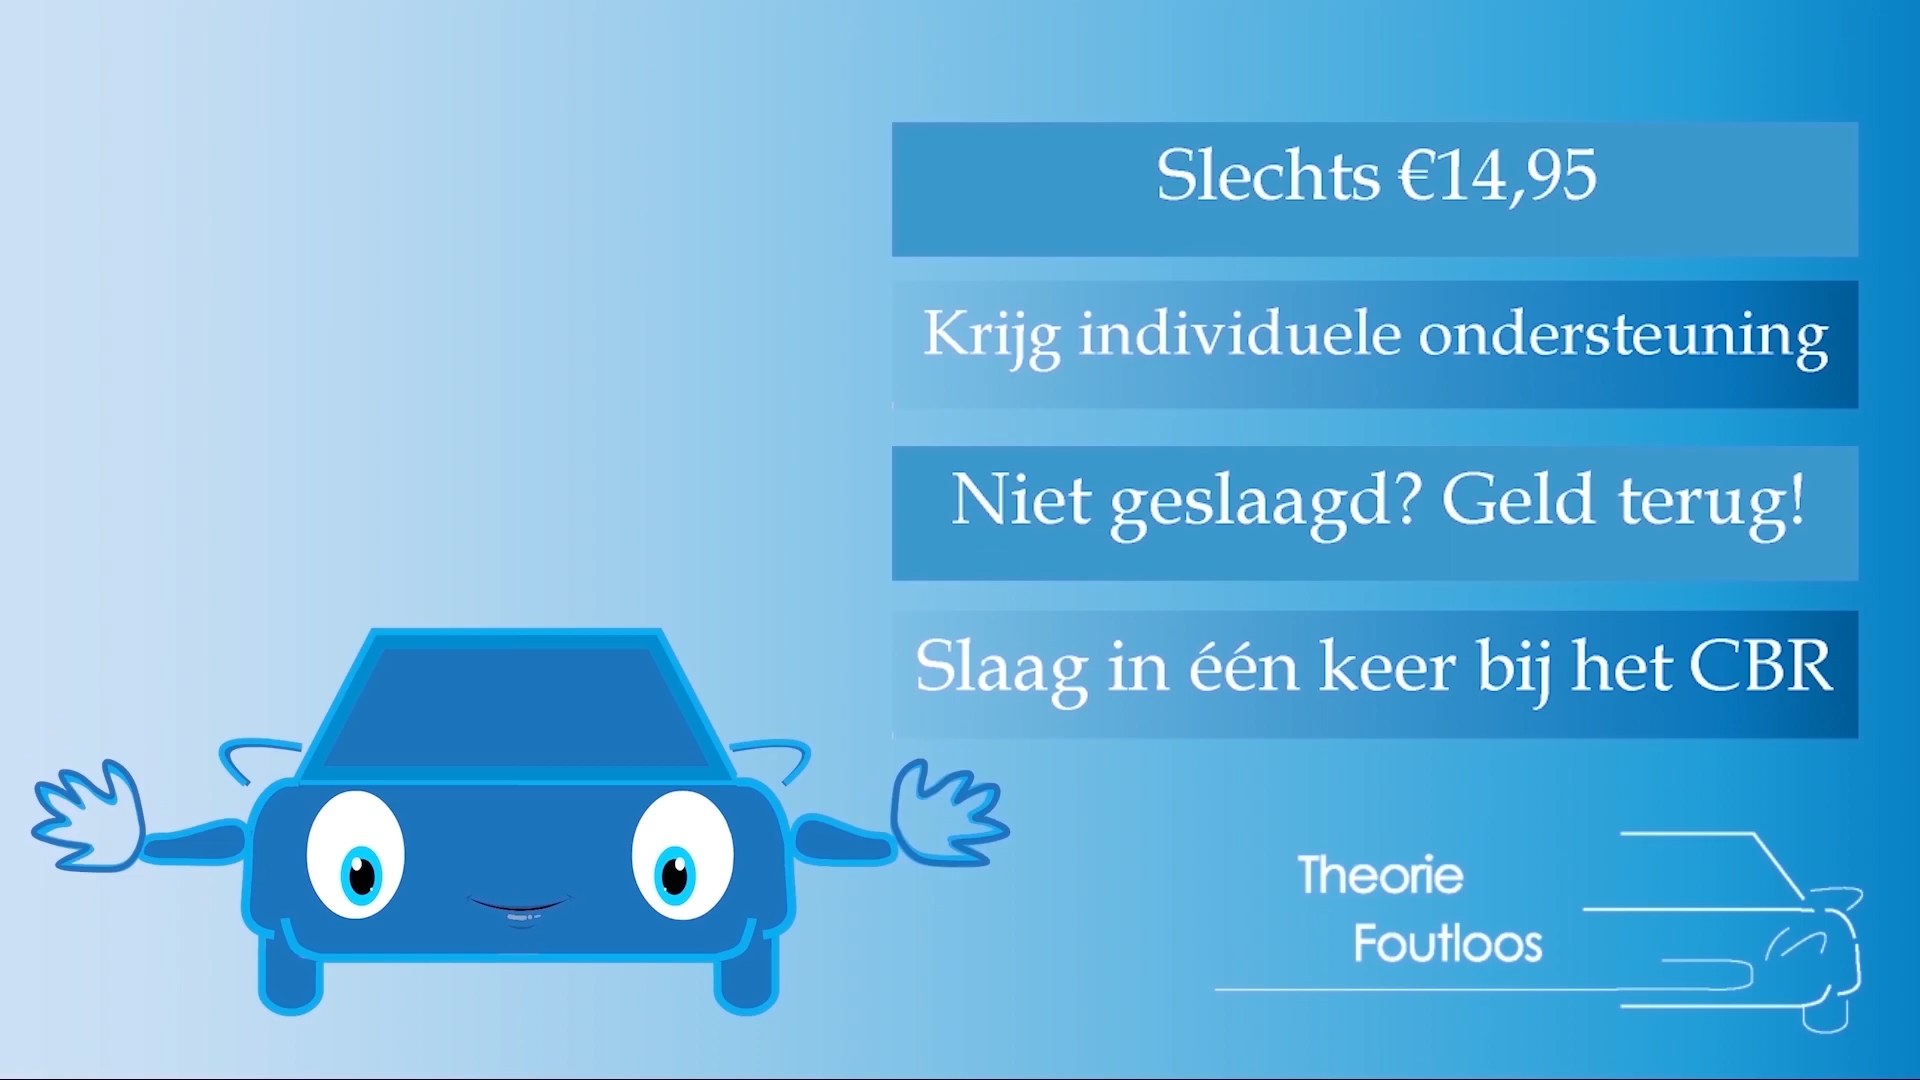 Slechts €14,95
Krijg individuele ondersteuning
Niet geslaagd? Geld terug!
Slaag in één keer bij het CBR
Theorie
Foutloos